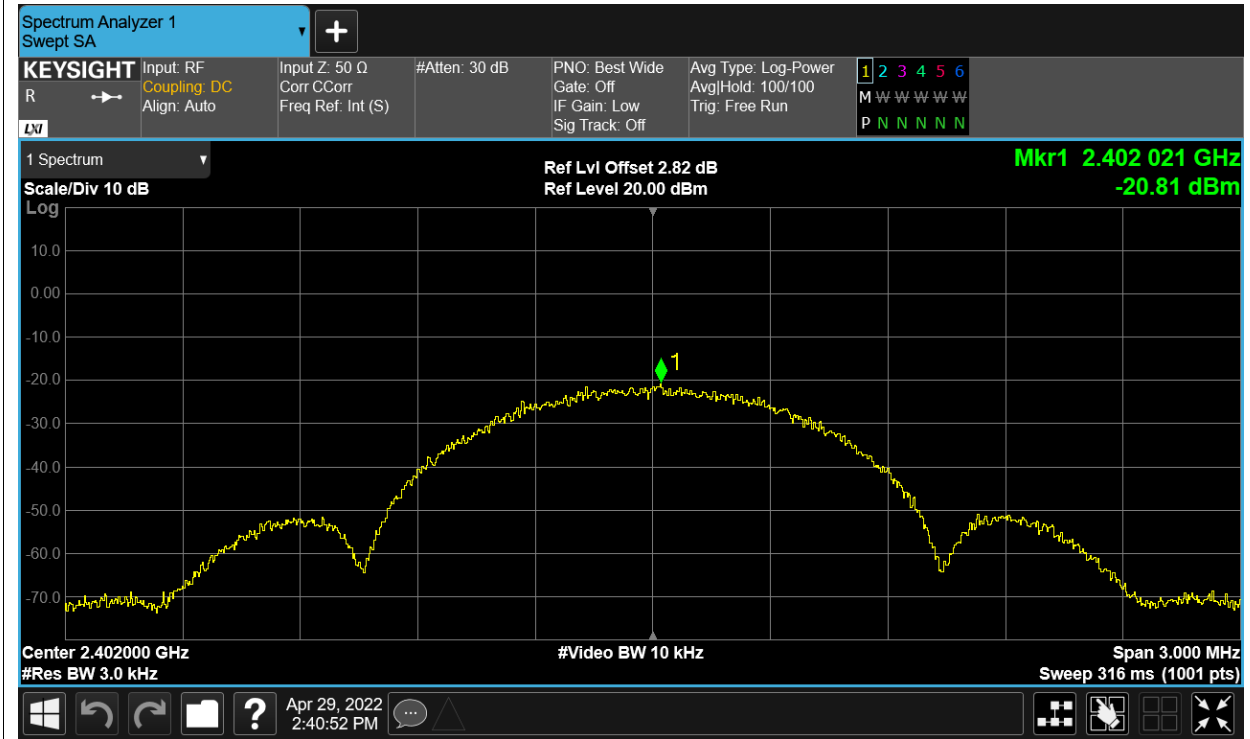 Spectrum Analyzer 1
Swept SA
+
KEYSIGHT
R
LXI
Input: RF
Coupling: DC
Align: Auto
Input Z: 50 Ω
Corr CCorr
Freq Ref: Int (S)
#Atten: 30 dB
PNO: Best Wide
Gate: Off
IF Gain: Low
Sig Track: Off
Avg Type: Log-Power
Avg|Hold: 100/100
Trig: Free Run
1 2 3 4 5 6
M W W W W W W
P N N N N N N
1 Spectrum
Scale/Div 10 dB
Log
Ref Lvl Offset 2.82 dB
Ref Level 20.00 dBm
Mkr1 2.402 021 GHz
-20.81 dBm
10.0
0.00
-10.0
1
-20.0
-30.0
-40.0
-50.0
-60.0
-70.0
Center 2.402000 GHz
#Video BW 10 kHz
Span 3.000 MHz
#Res BW 3.0 kHz
Sweep 316 ms (1001 pts)
?
Apr 29, 2022
2:40:52 PM